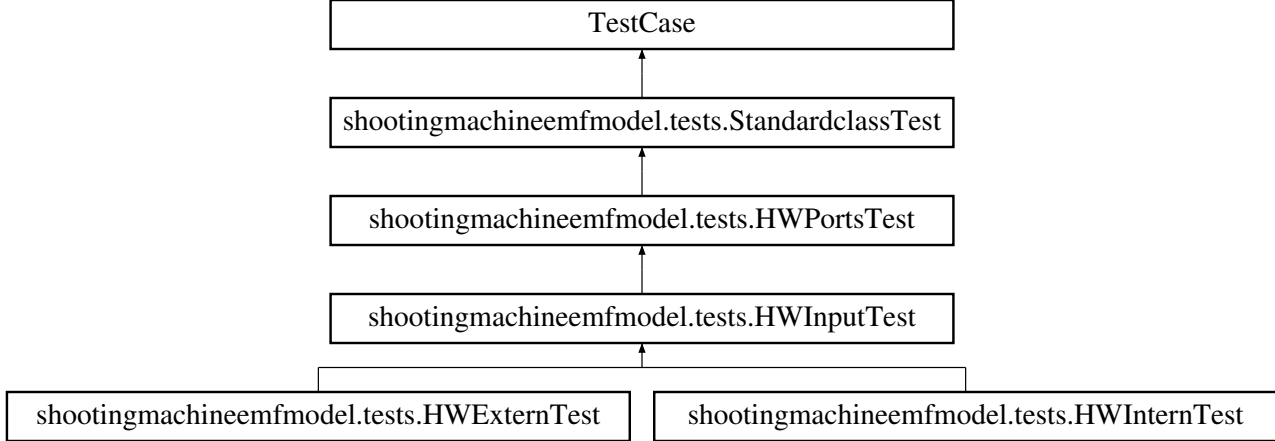 TestCase
shootingmachineemfmodel.tests.StandardclassTest
shootingmachineemfmodel.tests.HWPortsTest
shootingmachineemfmodel.tests.HWInputTest
shootingmachineemfmodel.tests.HWExternTest
shootingmachineemfmodel.tests.HWInternTest